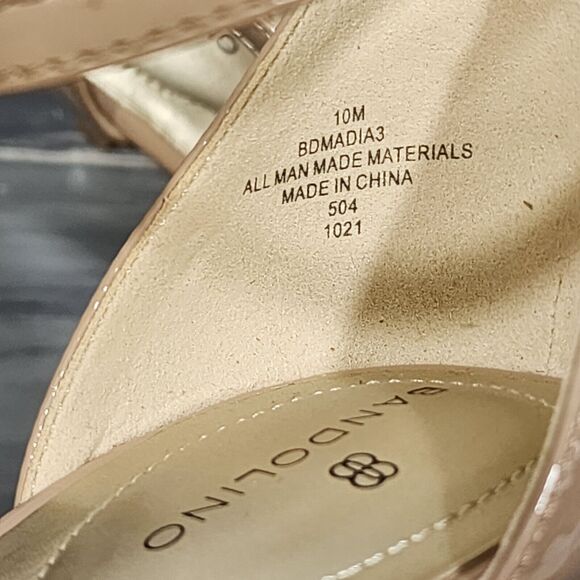 10M
BDMADIA3
ALL MAN MADE MATERIALS
MADE IN CHINA
504
1021
BANDOLINO